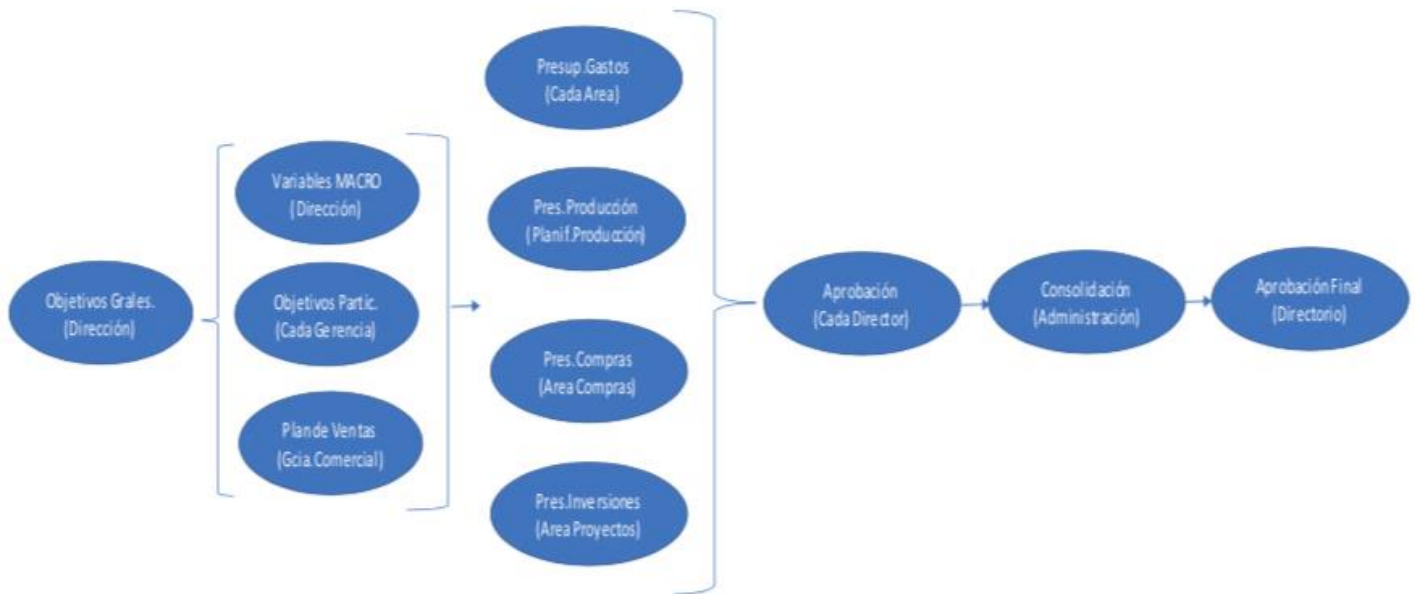 Objetivos Grales.
(Dirección)
Variables MACRO
(Dirección)
Objetivos Partic.
(Cada Gerencia)
Plan de Ventas
(Gcia.Comercial)
Presup.Gastos
(Cada Area)
Pres.Producción
(Planif.Producción)
Pres.Compras
(Area Compras)
Pres.Inversiones
(Area Proyectos)
Aprobación
(Cada Director)
Consolidación
(Administración)
Aprobación Final
(Directorio)